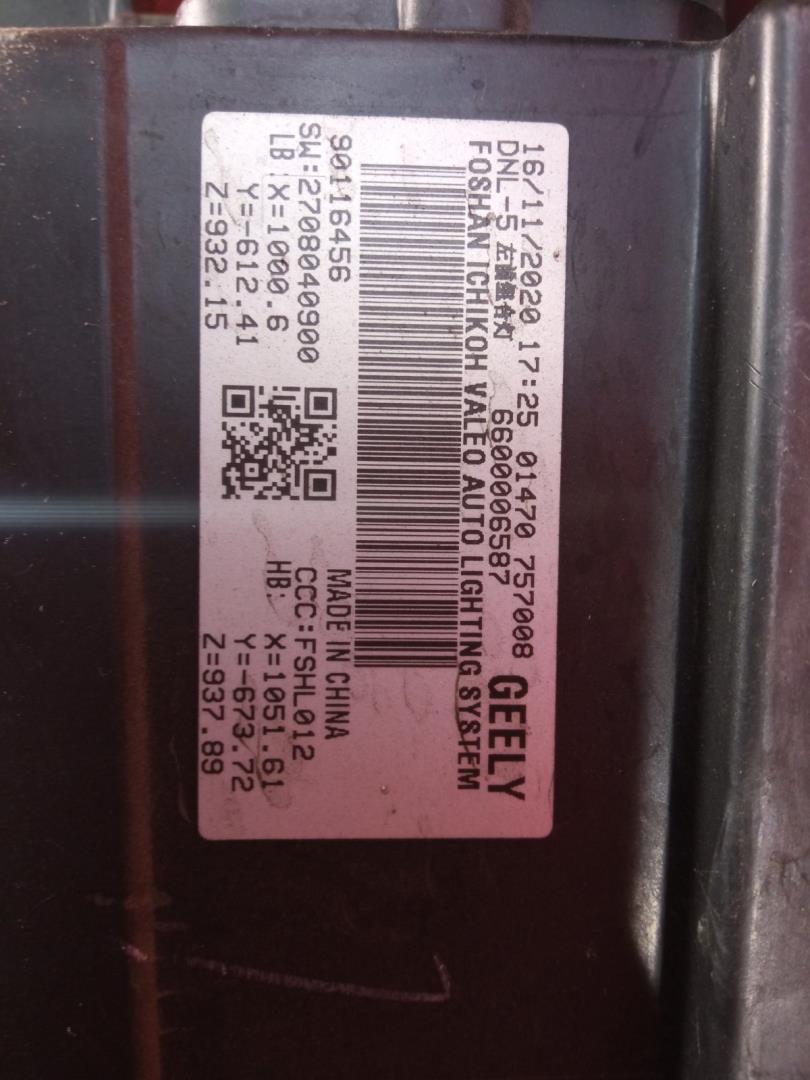 16/11/2020 17:25 01470 757008
DNL-5 左前组合灯 6600006587 GEELY
FOSHAN ICHIKOH VALEO AUTO LIGHTING SYSTEM
90116456 MADE IN CHINA
SW:2708040900 CCC:FSHL012
LB X=1000.6 HB: X=1051.61
Y=-612.41 Y=-673.72
Z=932.15 Z=937.89